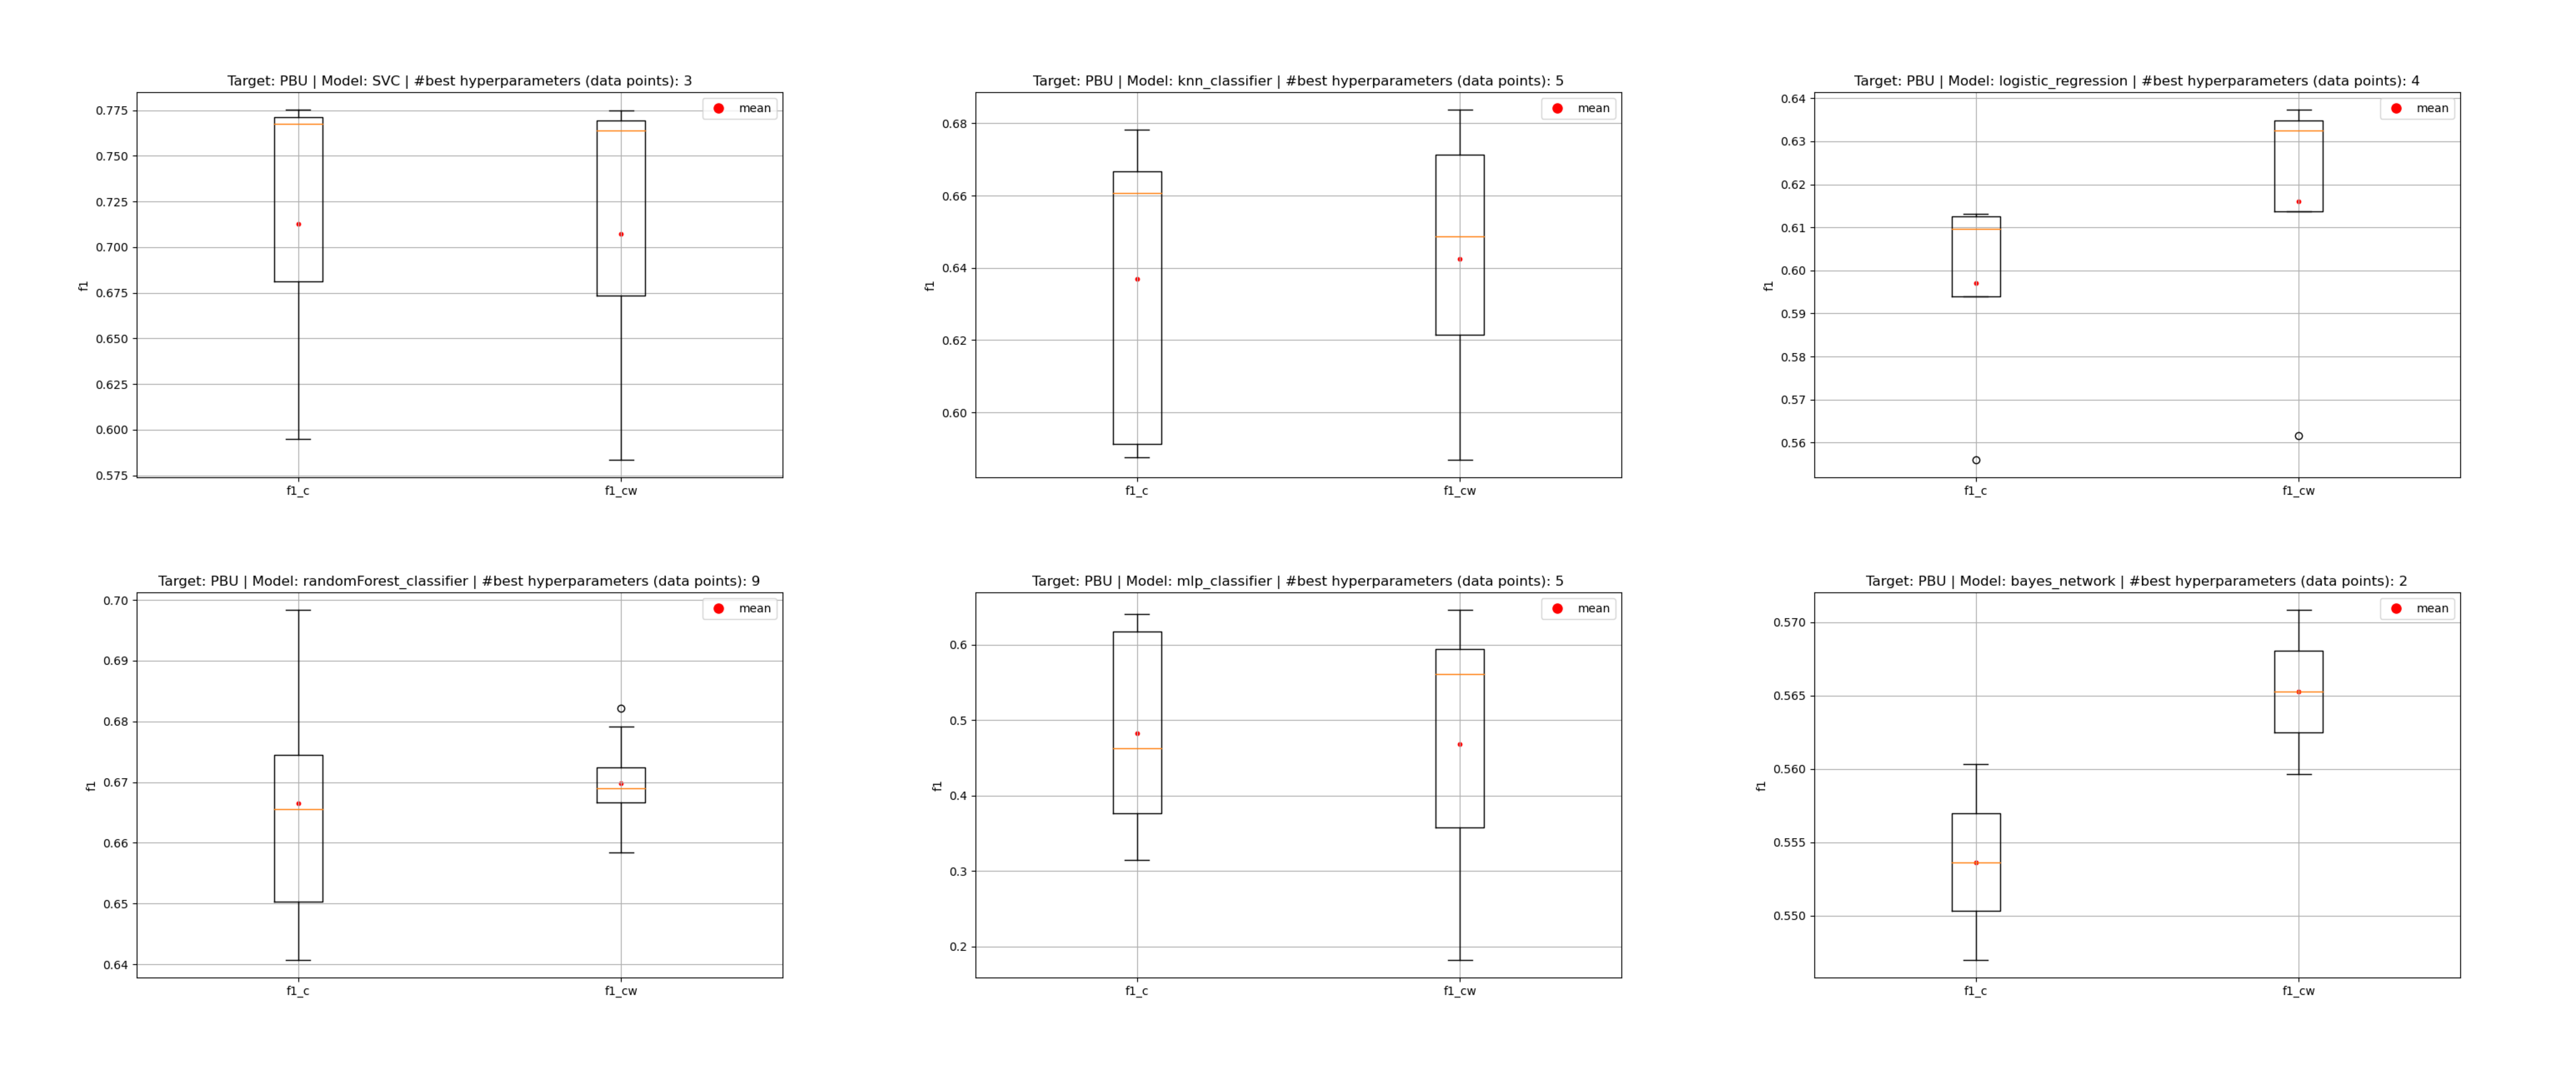 Target: PBU | Model: SVC | #best hyperparameters (data points): 3
mean
0.775
0.750
0.725
0.700
0.675
0.650
0.625
0.600
0.575
f1
f1_c
f1_cw
Target: PBU | Model: knn_classifier | #best hyperparameters (data points): 5
mean
0.68
0.66
0.64
0.62
0.60
f1
f1_c
f1_cw
Target: PBU | Model: logistic_regression | #best hyperparameters (data points): 4
mean
0.64
0.63
0.62
0.61
0.60
0.59
0.58
0.57
0.56
f1
f1_c
f1_cw
Target: PBU | Model: randomForest_classifier | #best hyperparameters (data points): 9
mean
0.70
0.69
0.68
0.67
0.66
0.65
0.64
f1
f1_c
f1_cw
Target: PBU | Model: mlp_classifier | #best hyperparameters (data points): 5
mean
0.6
0.5
0.4
0.3
0.2
f1
f1_c
f1_cw
Target: PBU | Model: bayes_network | #best hyperparameters (data points): 2
mean
0.570
0.565
0.560
0.555
0.550
f1
f1_c
f1_cw